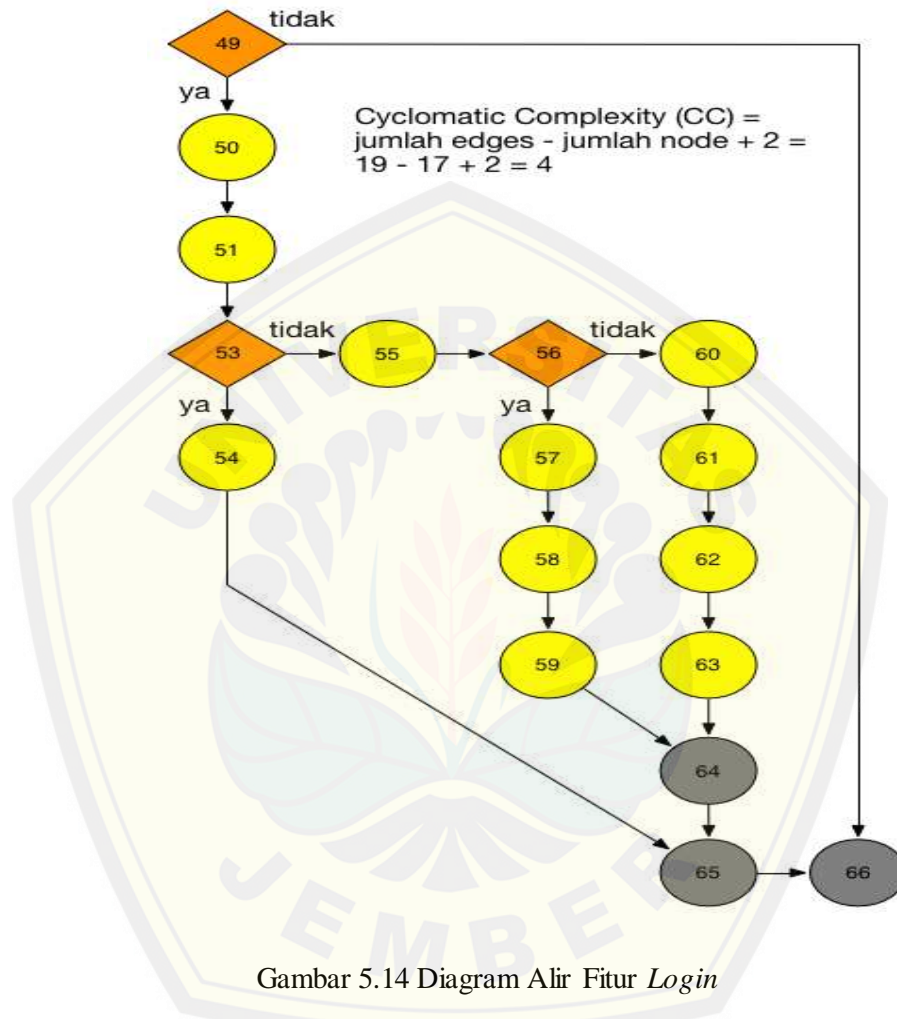 tidak
49
ya
Cyclomatic Complexity (CC) =
jumlah edges - jumlah node + 2 =
19 - 17 + 2 = 4
50
51
tidak
tidak
53
55
56
60
ya
ya
54
57
61
58
62
59
63
64
65
66
UNIVERSITAS
JEMBER
Gambar 5.14 Diagram Alir Fitur Login